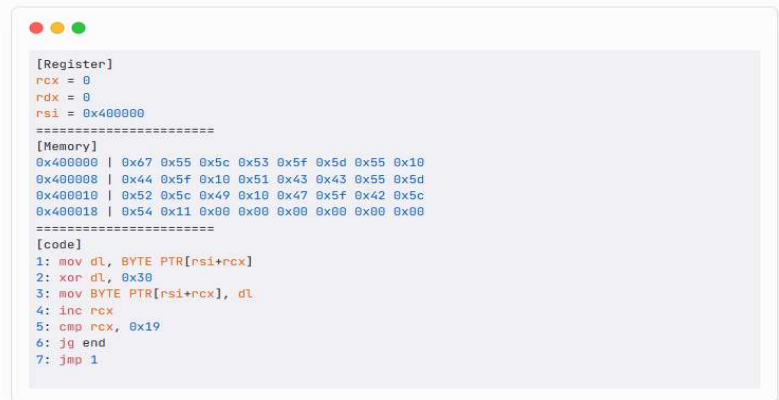 [Register]
rcx = 0
rdx = 0
rsi = 0x400000
=======================
[Memory]
0x400000 | 0x67 0x55 0x5c 0x53 0x5f 0x5d 0x55 0x10
0x400008 | 0x44 0x5f 0x10 0x51 0x43 0x43 0x55 0x5d
0x400010 | 0x52 0x5c 0x49 0x10 0x47 0x5f 0x42 0x5c
0x400018 | 0x54 0x11 0x00 0x00 0x00 0x00 0x00 0x00
=======================
[code]
1: mov dl, BYTE PTR[rsi+rcx]
2: xor dl, 0x30
3: mov BYTE PTR[rsi+rcx], dl
4: inc rcx
5: cmp rcx, 0x19
6: jg end
7: jmp 1